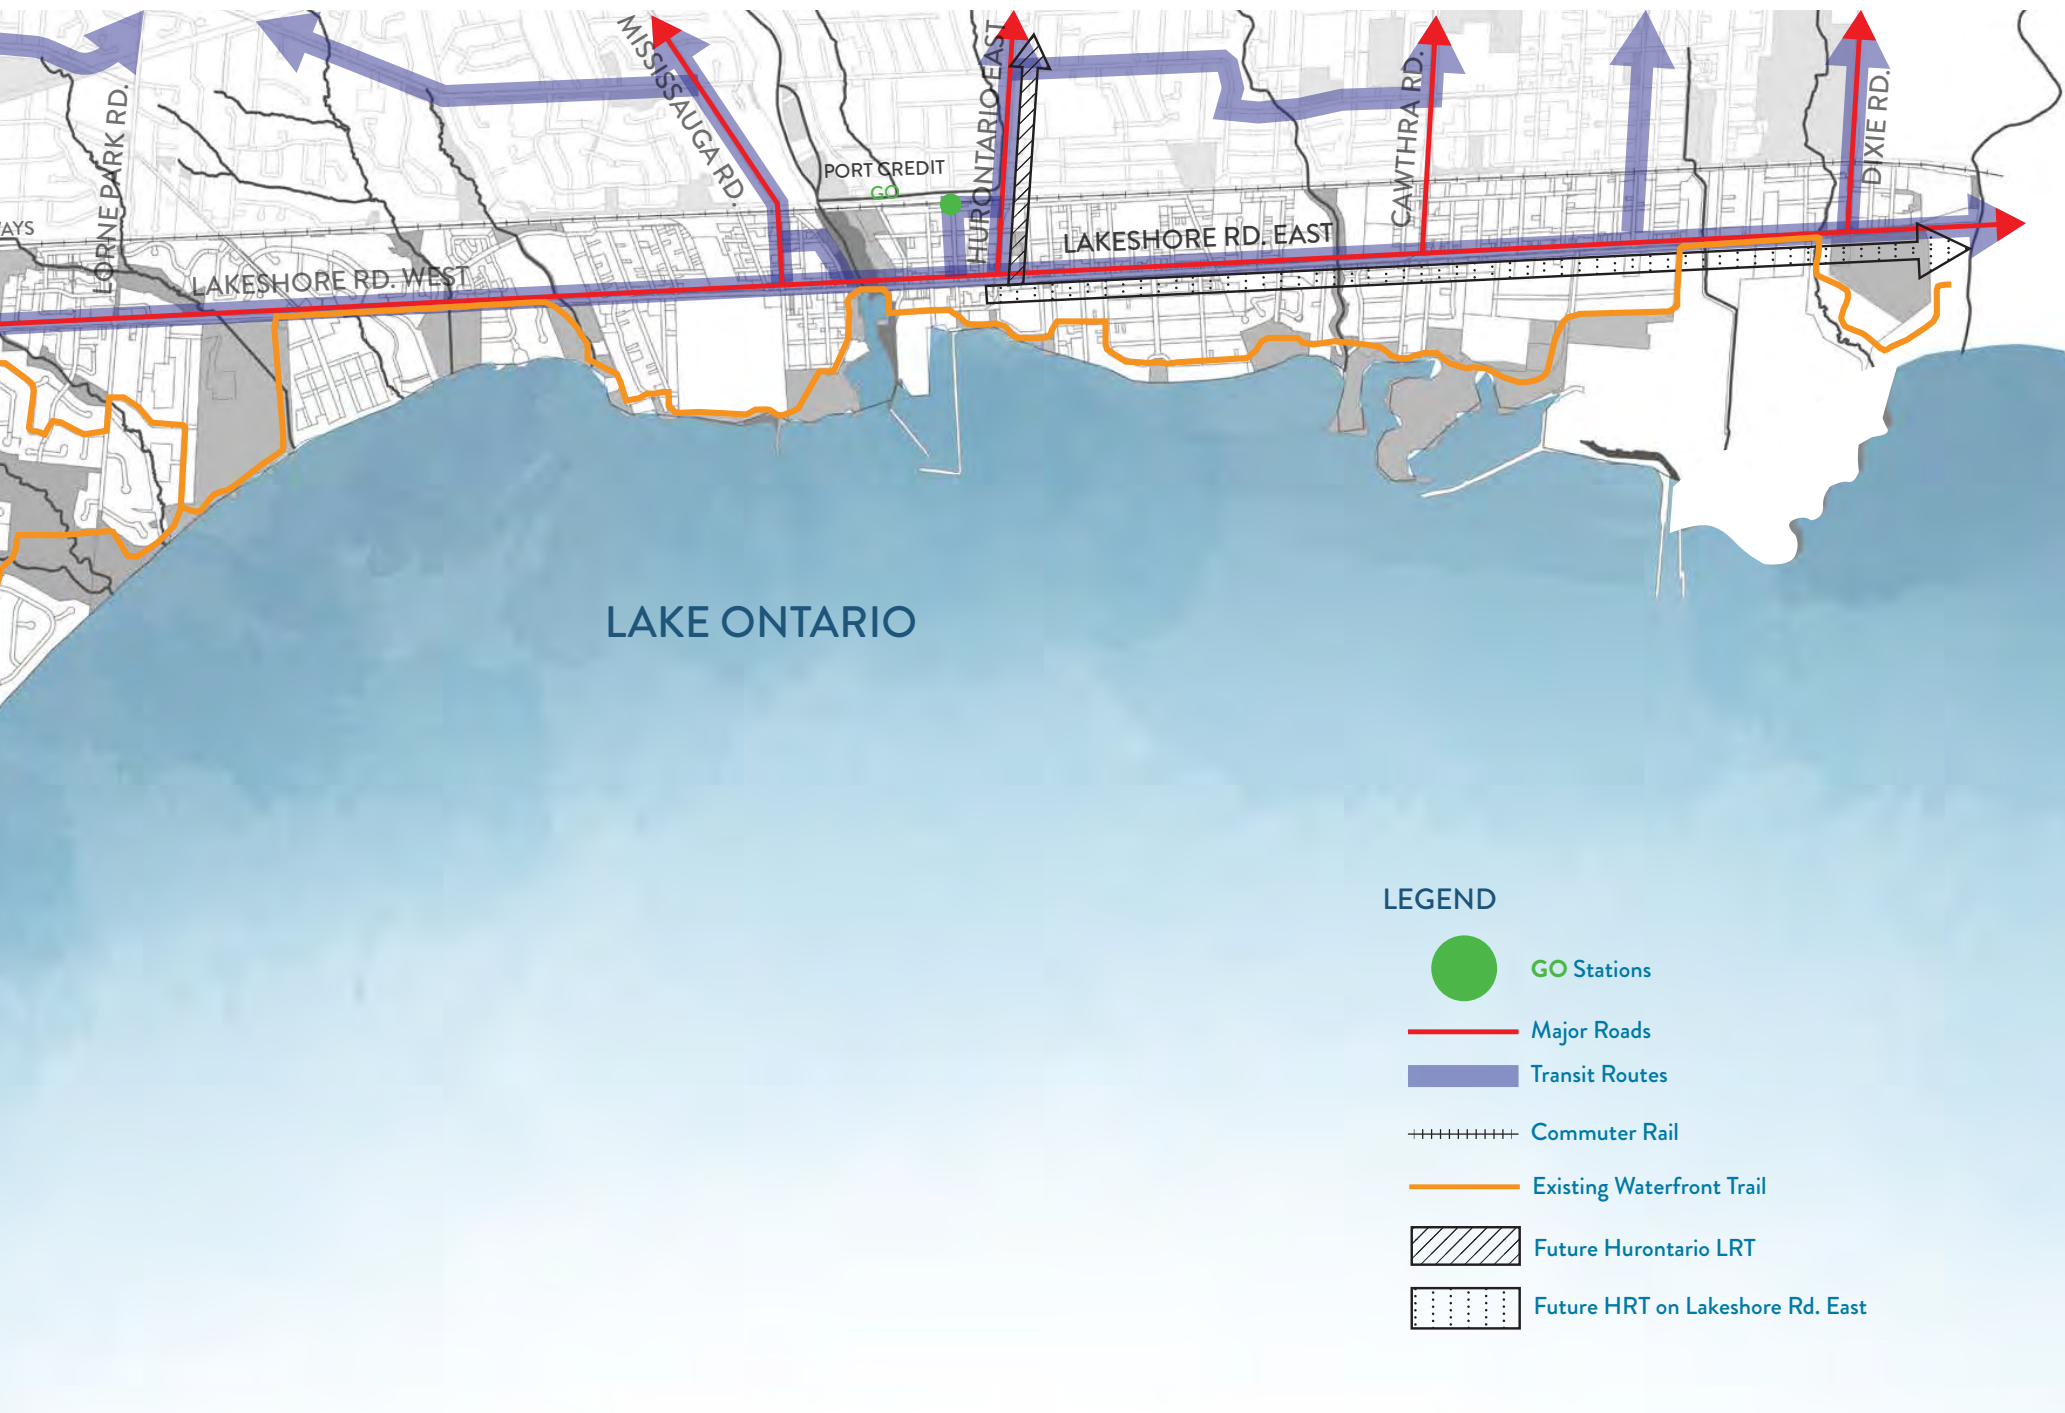 MISSISSAUGA RD.
HURONTARIO EAST
CAWTHRA RD.
DIXIE RD.
LORNE PARK RD.
PORT CREDIT
GO
AYS
LAKESHORE RD. EAST
LAKESHORE RD. WEST
LAKE ONTARIO
LEGEND
GO Stations
Major Roads
Transit Routes
Commuter Rail
Existing Waterfront Trail
Future Hurontario LRT
Future HRT on Lakeshore Rd. East